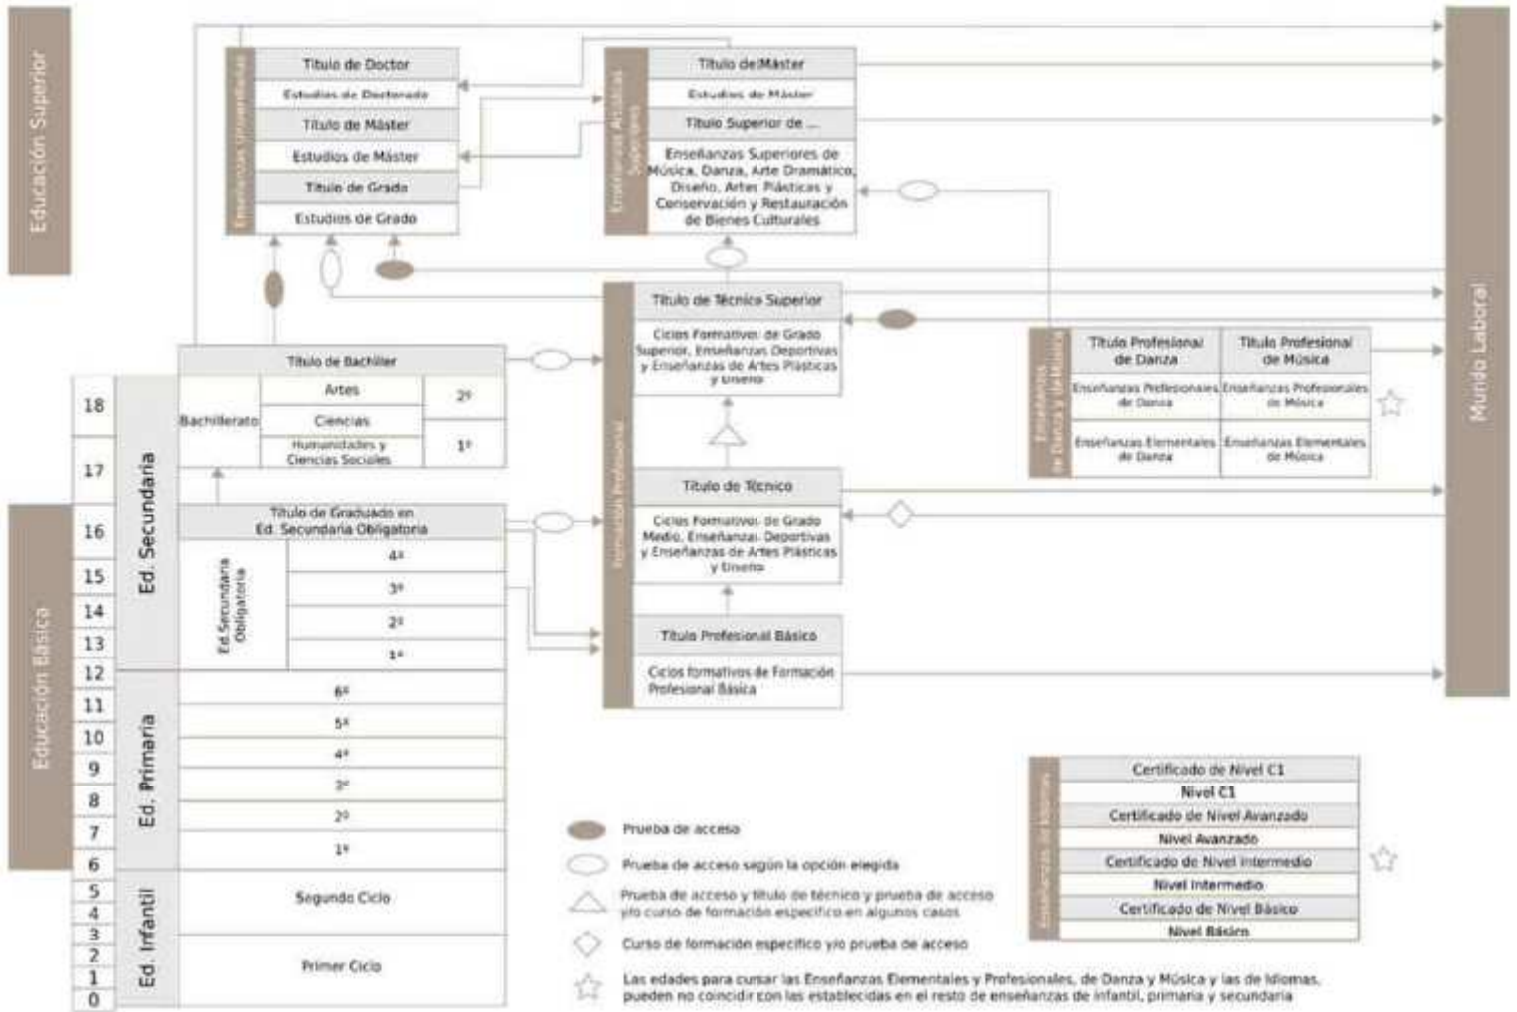 Educación Superior
Enseñanzas Universitarias
Título de Doctor
Estudios de Doctorado
Título de Máster
Estudios de Máster
Título de Grado
Estudios de Grado
Enseñanzas Artísticas
Superiores
Título de Máster
Estudios de Máster
Título Superior de ...
Enseñanzas Superiores de
Música, Danza, Arte Dramático,
Diseño, Artes Plásticas y
Conservación y Restauración
de Bienes Culturales
Mundo Laboral
Formación Profesional
Título de Técnico Superior
Ciclos Formativos de Grado
Superior, Enseñanzas Deportivas
y Enseñanzas de Artes Plásticas
y Diseño
Título de Técnico
Ciclos Formativos de Grado
Medio, Enseñanzas Deportivas
y Enseñanzas de Artes Plásticas
y Diseño
Título Profesional Básico
Ciclos formativos de Formación
Profesional Básica
Enseñanzas
de Danza y de Música
Título Profesional
de Danza
Título Profesional
de Música
Enseñanzas Profesionales
de Danza
Enseñanzas Profesionales
de Música
Enseñanzas Elementales
de Danza
Enseñanzas Elementales
de Música
Título de Bachiller
Bachillerato
Artes
Ciencias
Humanidades y
Ciencias Sociales
2º
1º
Ed. Secundaria
18
17
16
15
14
13
12
Título de Graduado en
Ed. Secundaria Obligatoria
Ed.Secundaria
Obligatoria
4º
3º
2º
1º
Educación Básica
Ed. Primaria
11
10
9
8
7
6
6º
5º
4º
3º
2º
1º
Ed. Infantil
5
4
3
2
1
0
Segundo Ciclo
Primer Ciclo
Prueba de acceso
Prueba de acceso según la opción elegida
Prueba de acceso y título de técnico y prueba de acceso
y/o curso de formación específico en algunos casos
Curso de formación específico y/o prueba de acceso
Las edades para cursar las Enseñanzas Elementales y Profesionales, de Danza y Música y las de Idiomas,
pueden no coincidir con las establecidas en el resto de enseñanzas de infantil, primaria y secundaria
Enseñanzas de Idiomas
Certificado de Nivel C1
Nivel C1
Certificado de Nivel Avanzado
Nivel Avanzado
Certificado de Nivel Intermedio
Nivel Intermedio
Certificado de Nivel Básico
Nivel Básico